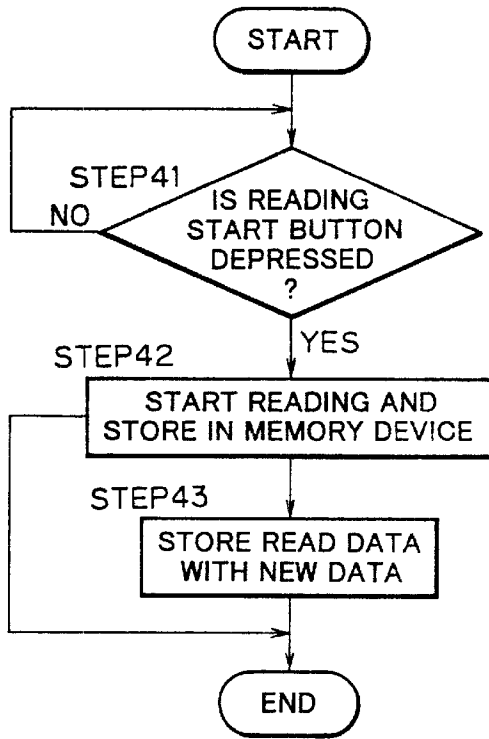 START
STEP41
IS READING
START BUTTON
DEPRESSED
?
NO
YES
STEP42
START READING AND
STORE IN MEMORY DEVICE
STEP43
STORE READ DATA
WITH NEW DATA
END